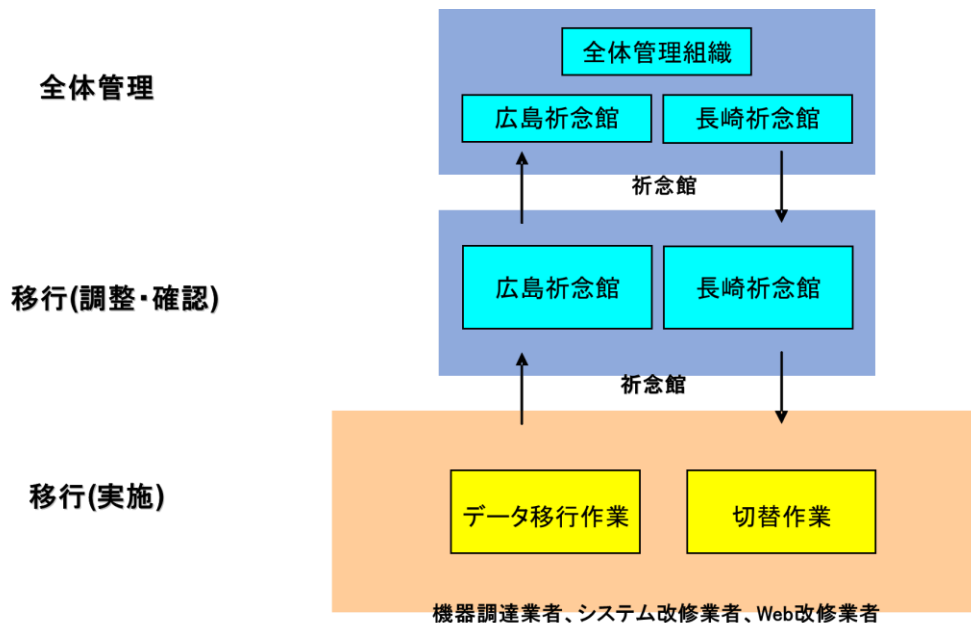 全体管理
全体管理組織
広島祈念館
長崎祈念館
祈念館
移行(調整・確認)
広島祈念館
長崎祈念館
祈念館
移行(実施)
データ移行作業
切替作業
機器調達業者、システム改修業者、Web改修業者